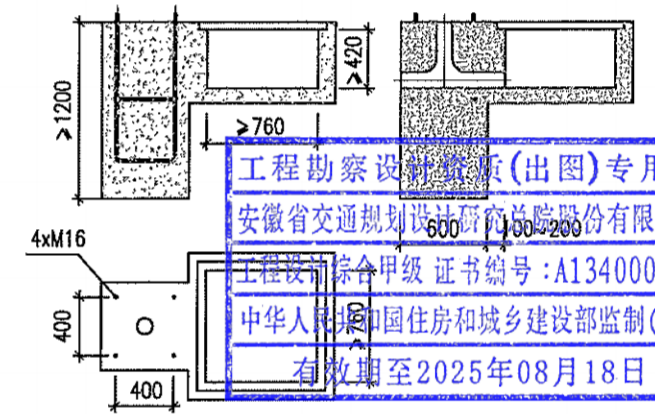 ≥420
≥1200
≥760
工程勘察设计资质(出图)专用
安徽省交通规划设计研究总院股份有限
600
100~200
工程设计综合甲级 证书编号:A134000
4xM16
中华人民共和国住房和城乡建设部监制(
400
≥760
有效期至2025年08月18日
400